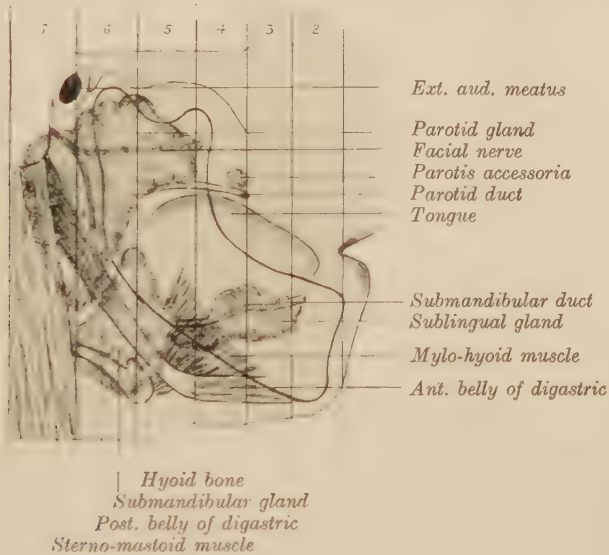 7 6 5 4 3 2
Ext. aud. meatus
Parotid gland
Facial nerve
Parotis accessoria
Parotid duct
Tongue
Submandibular duct
Sublingual gland
Mylo-hyoid muscle
Ant. belly of digastric
Hyoid bone
Submandibular gland
Post. belly of digastric
Sterno-mastoid muscle